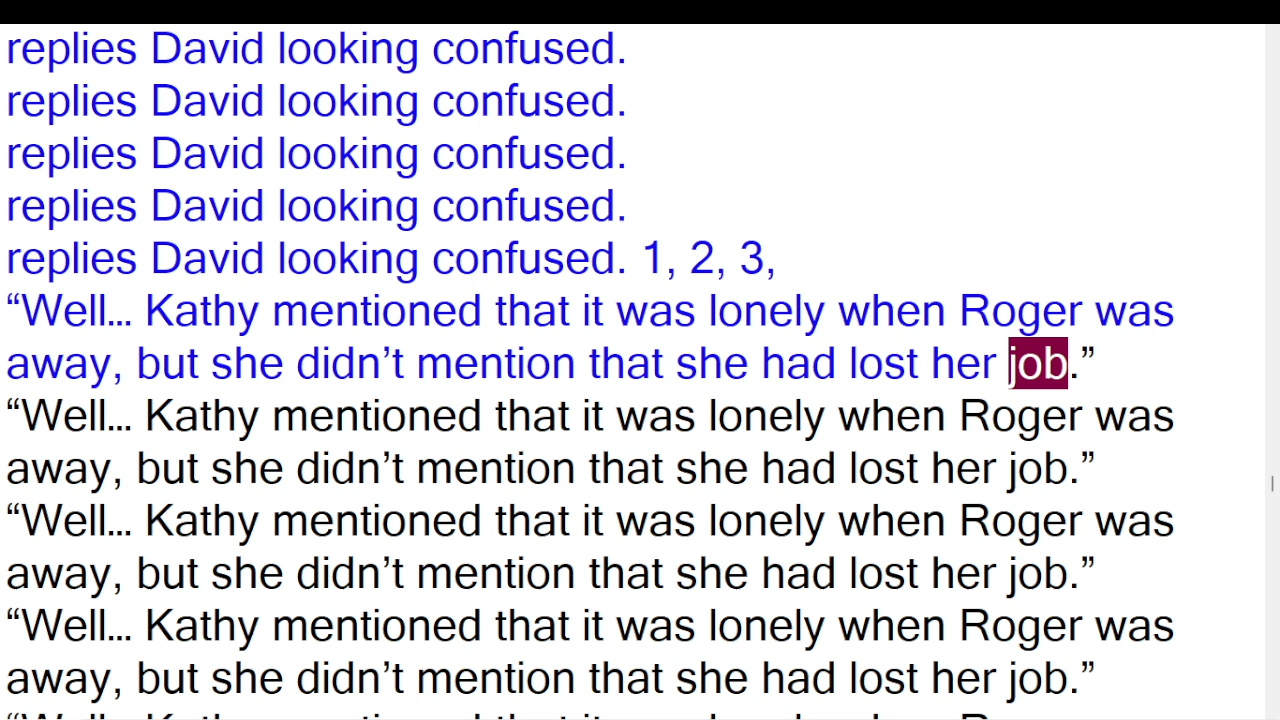 replies David looking confused.
replies David looking confused.
replies David looking confused.
replies David looking confused.
replies David looking confused. 1, 2, 3,
“Well... Kathy mentioned that it was lonely when Roger was
away, but she didn’t mention that she had lost her job.”
“Well... Kathy mentioned that it was lonely when Roger was
away, but she didn’t mention that she had lost her job.”
“Well... Kathy mentioned that it was lonely when Roger was
away, but she didn’t mention that she had lost her job.”
“Well... Kathy mentioned that it was lonely when Roger was
away, but she didn’t mention that she had lost her job.”